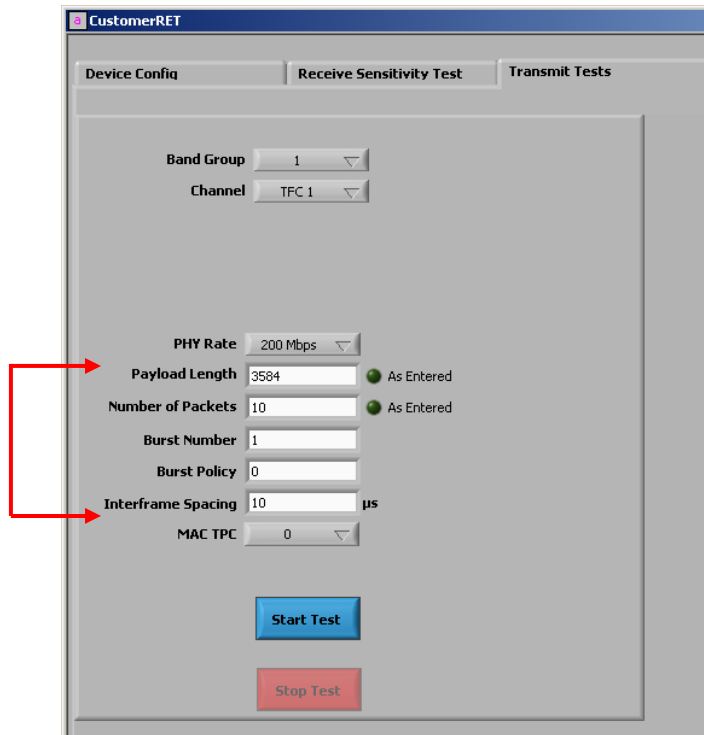 a CustomerRET
Device Config Receive Sensitivity Test Transmit Tests
Band Group 1
Channel TFC 1
PHY Rate 200 Mbps
Payload Length 3584 As Entered
Number of Packets 10 As Entered
Burst Number 1
Burst Policy 0
Interframe Spacing 10 µs
MAC TPC 0
Start Test
Stop Test